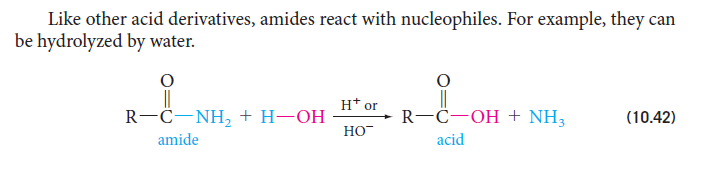 Like other acid derivatives, amides react with nucleophiles. For example, they can
be hydrolyzed by water.
O O
R—C—NH₂ + H—OH H⁺ or HO⁻ R—C—OH + NH₃ (10.42)
amide acid